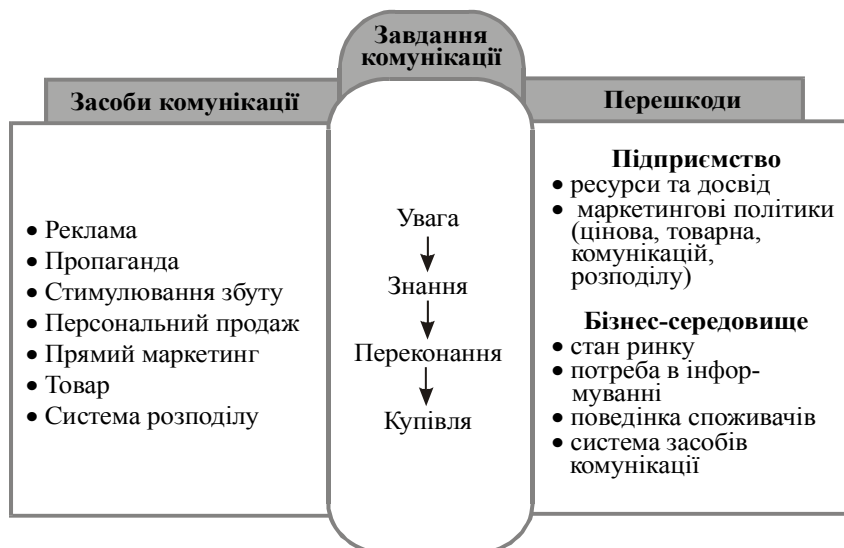 Завдання
комунікації
Засоби комунікації
• Реклама
• Пропаганда
• Стимулювання збуту
• Персональний продаж
• Прямий маркетинг
• Товар
• Система розподілу
Увага
Знання
Переконання
Купівля
Перешкоди
Підприємство
• ресурси та досвід
• маркетингові політики
(цінова, товарна,
комунікацій,
розподілу)
Бізнес-середовище
• стан ринку
• потреба в інфор-
муванні
• поведінка споживачів
• система засобів
комунікації